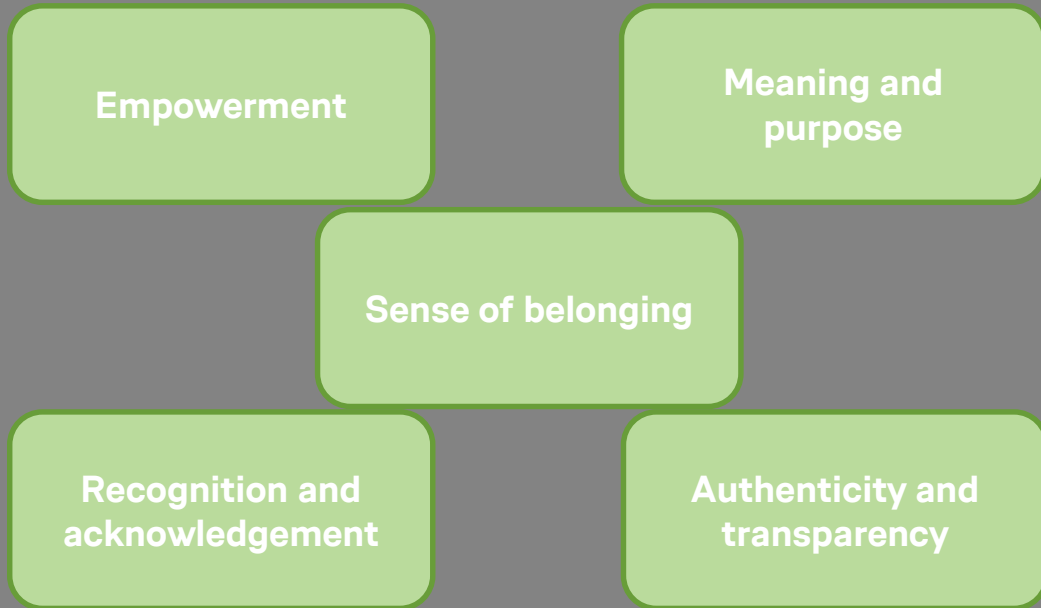 Empowerment
Meaning and
purpose
Sense of belonging
Recognition and
acknowledgement
Authenticity and
transparency